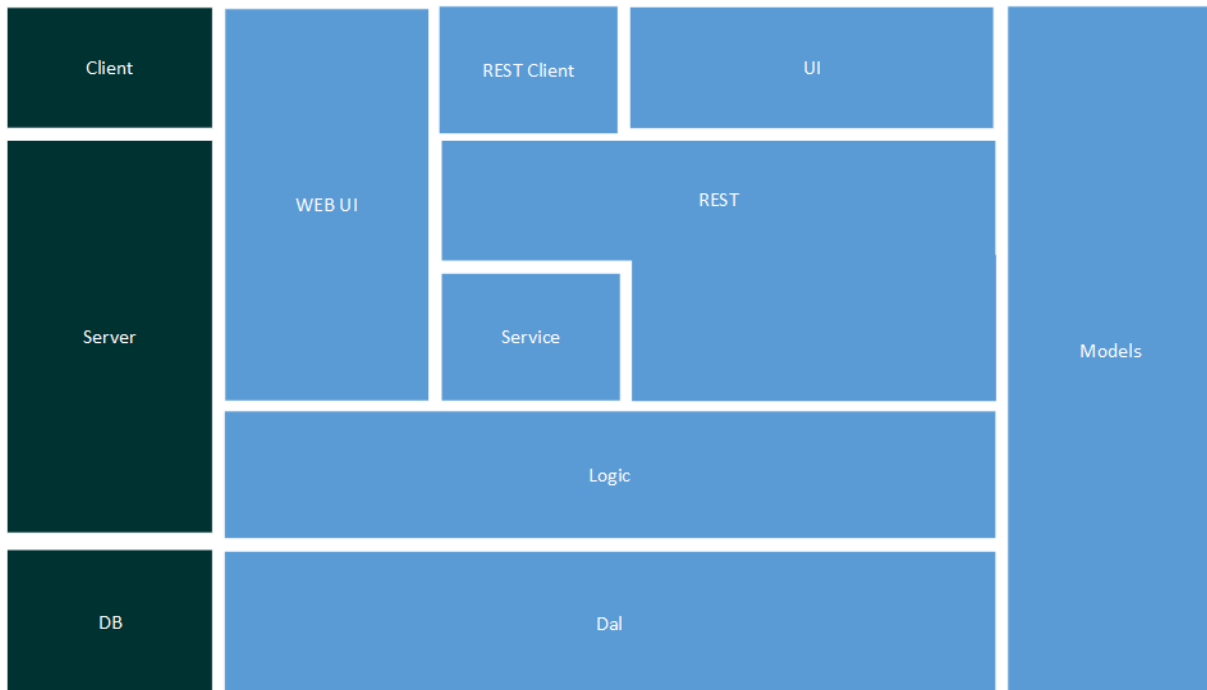 Client
REST Client
UI
WEB UI
REST
Server
Service
Models
Logic
DB
Dal